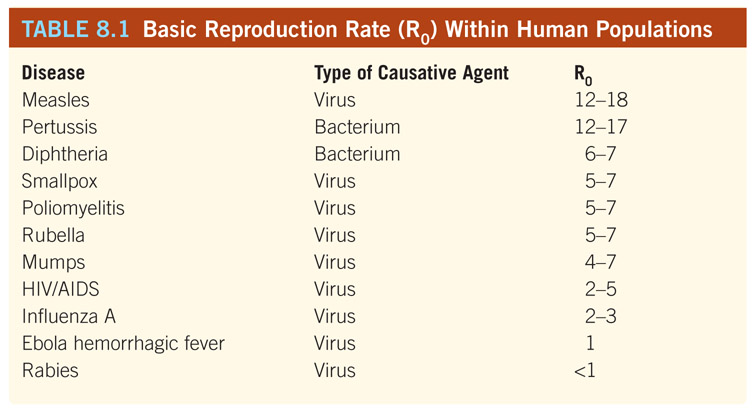 TABLE 8.1 Basic Reproduction Rate (R₀) Within Human Populations
Disease Type of Causative Agent R₀
Measles Virus 12–18
Pertussis Bacterium 12–17
Diphtheria Bacterium 6–7
Smallpox Virus 5–7
Poliomyelitis Virus 5–7
Rubella Virus 5–7
Mumps Virus 4–7
HIV/AIDS Virus 2–5
Influenza A Virus 2–3
Ebola hemorrhagic fever Virus 1
Rabies Virus <1